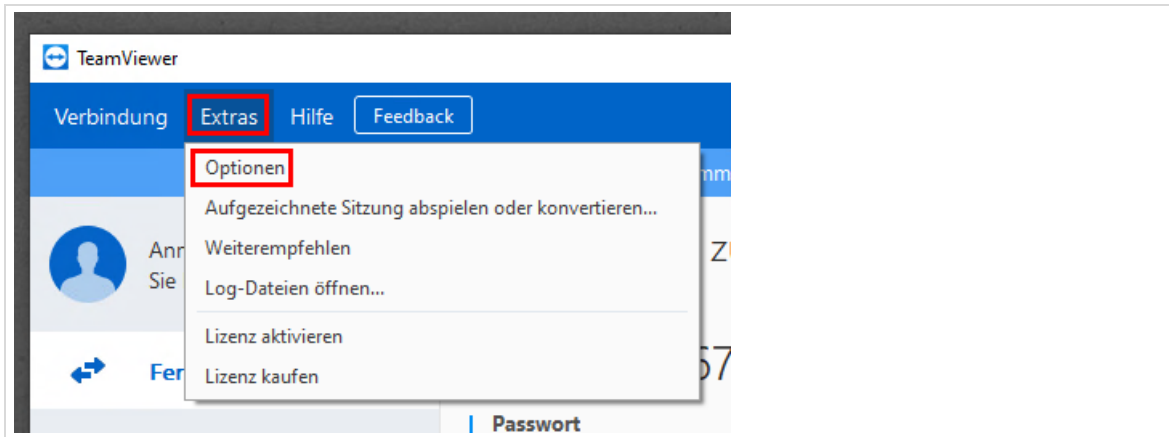 TeamViewer
Verbindung Extras Hilfe Feedback
Optionen
Aufgezeichnete Sitzung abspielen oder konvertieren...
Weiterempfehlen
Log-Dateien öffnen...
Lizenz aktivieren
Lizenz kaufen
Sie
Passwort